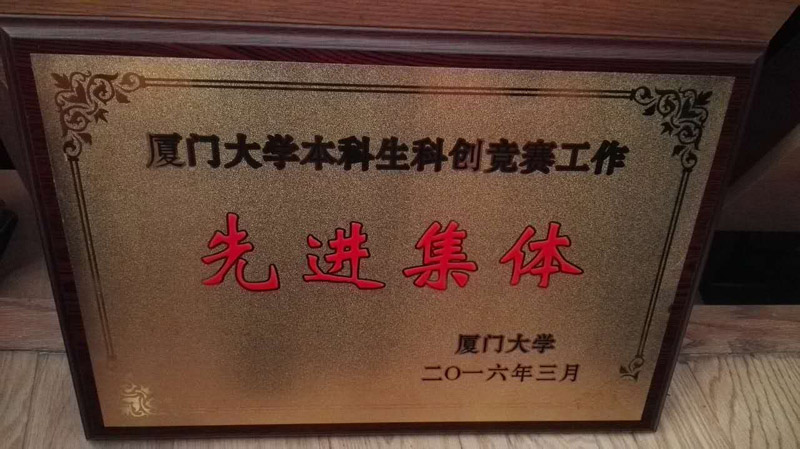 厦门大学本科生科创竞赛工作
先进集体
厦门大学
二〇一六年三月